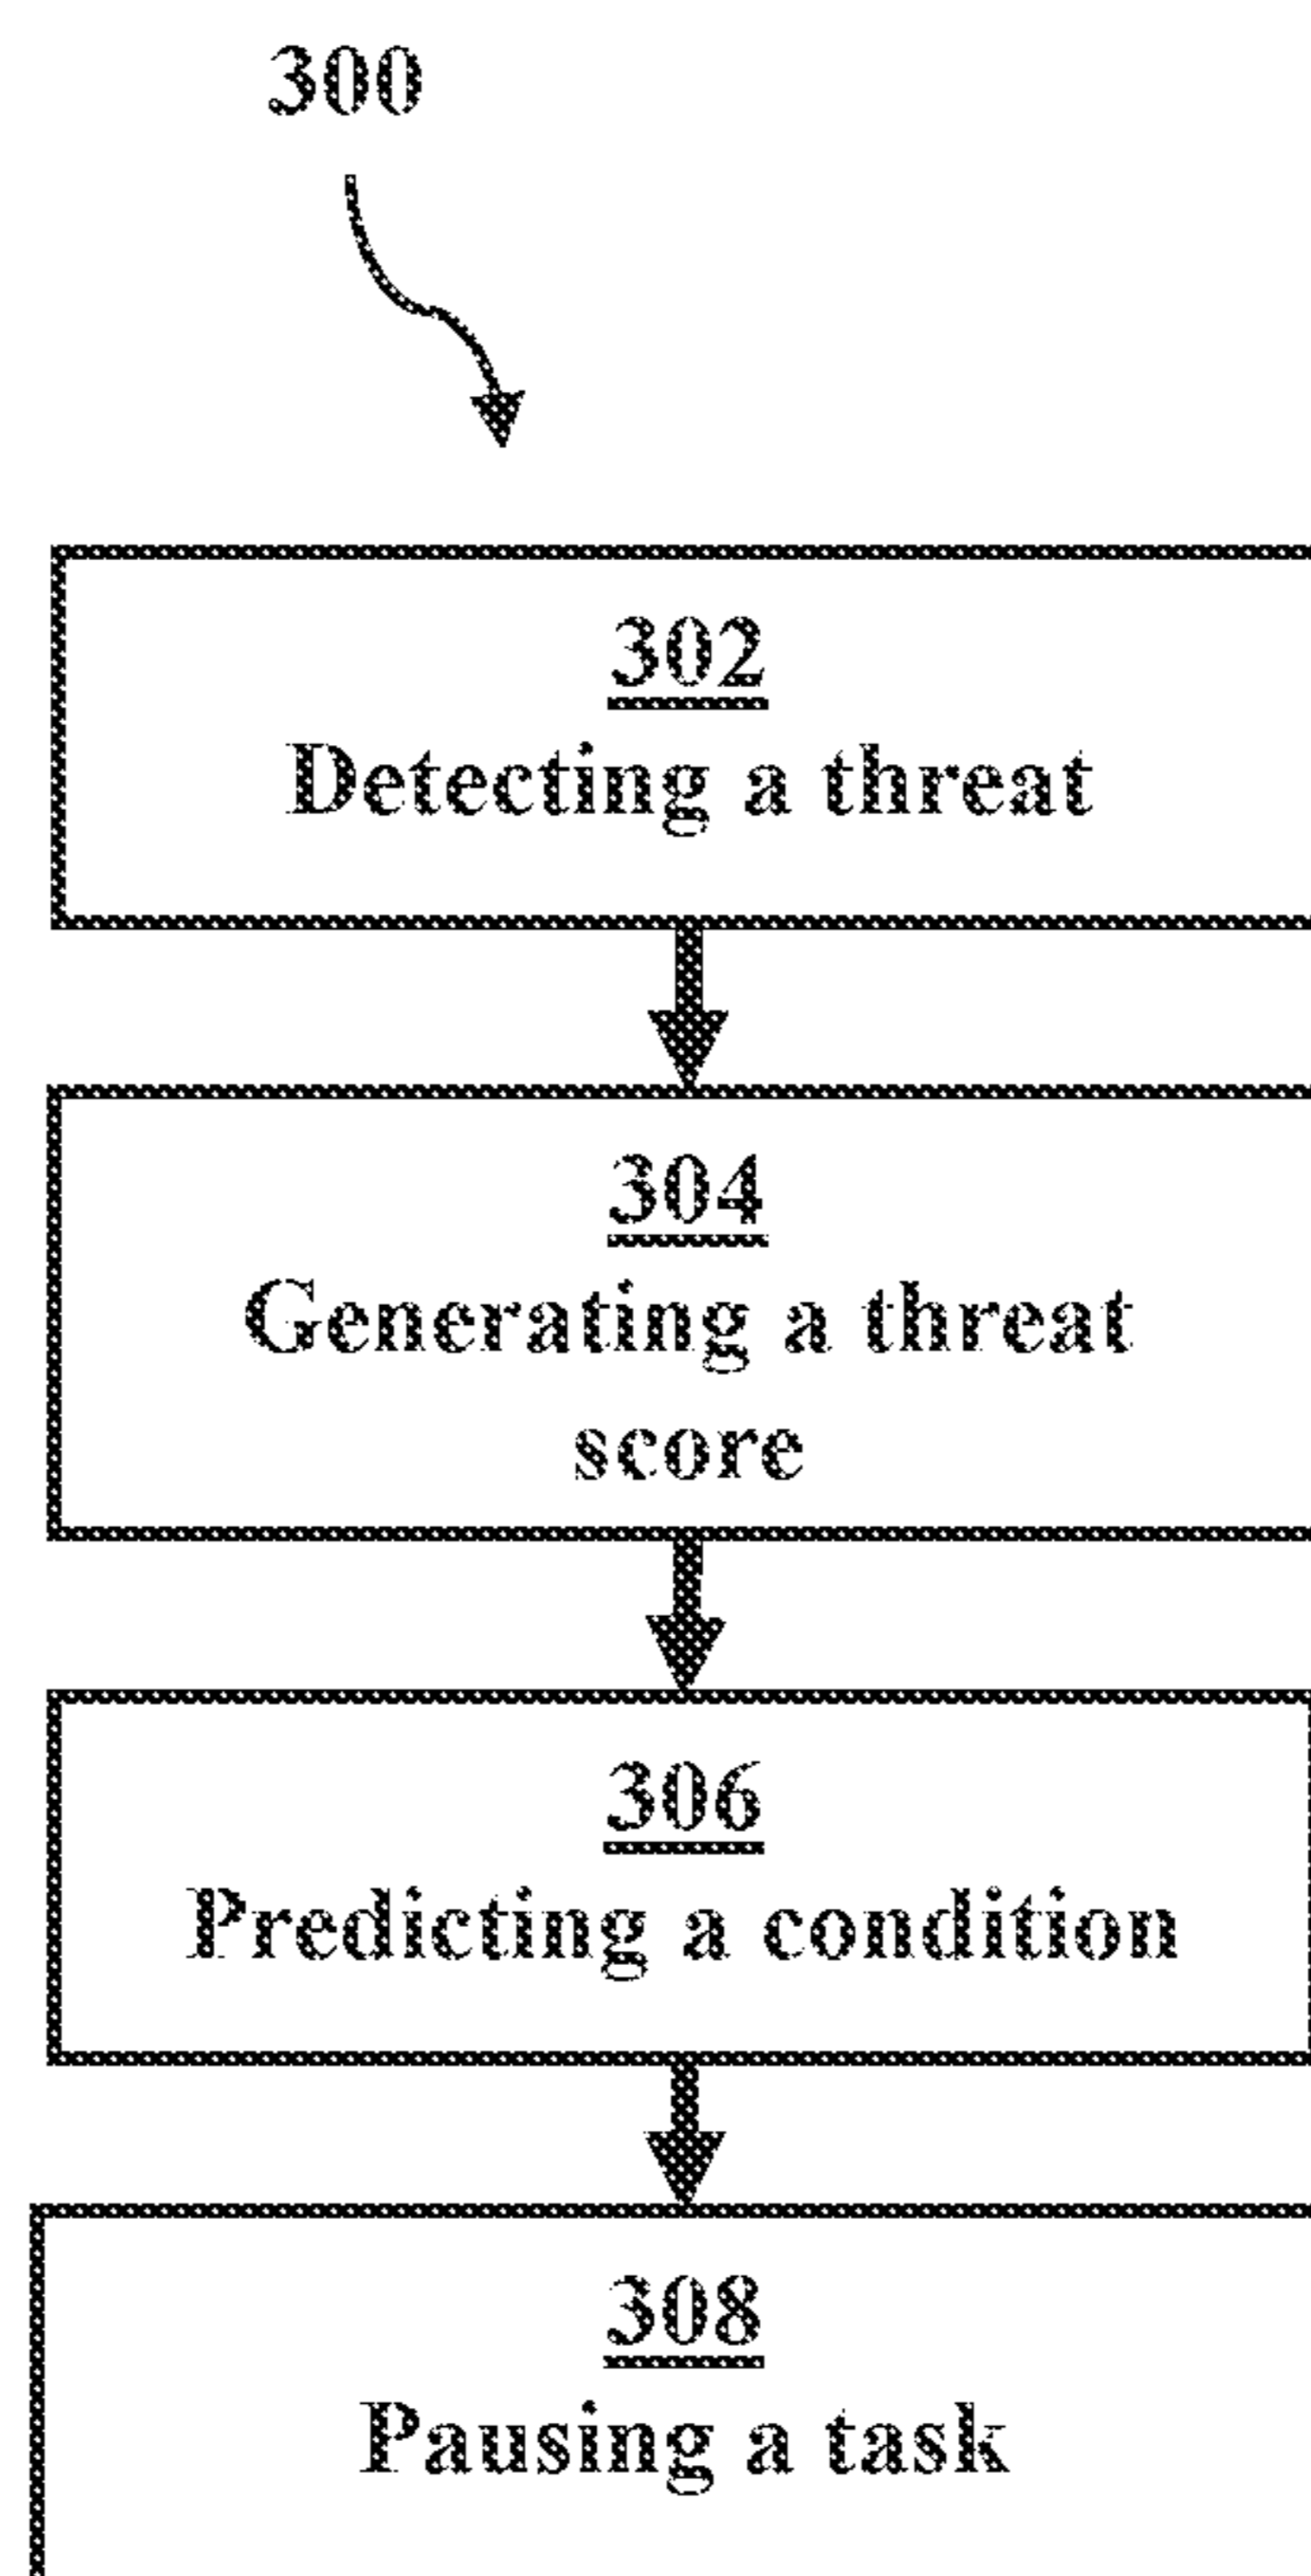 300
302
Detecting a threat
304
Generating a threat
score
306
Predicting a condition
308
Pausing a task